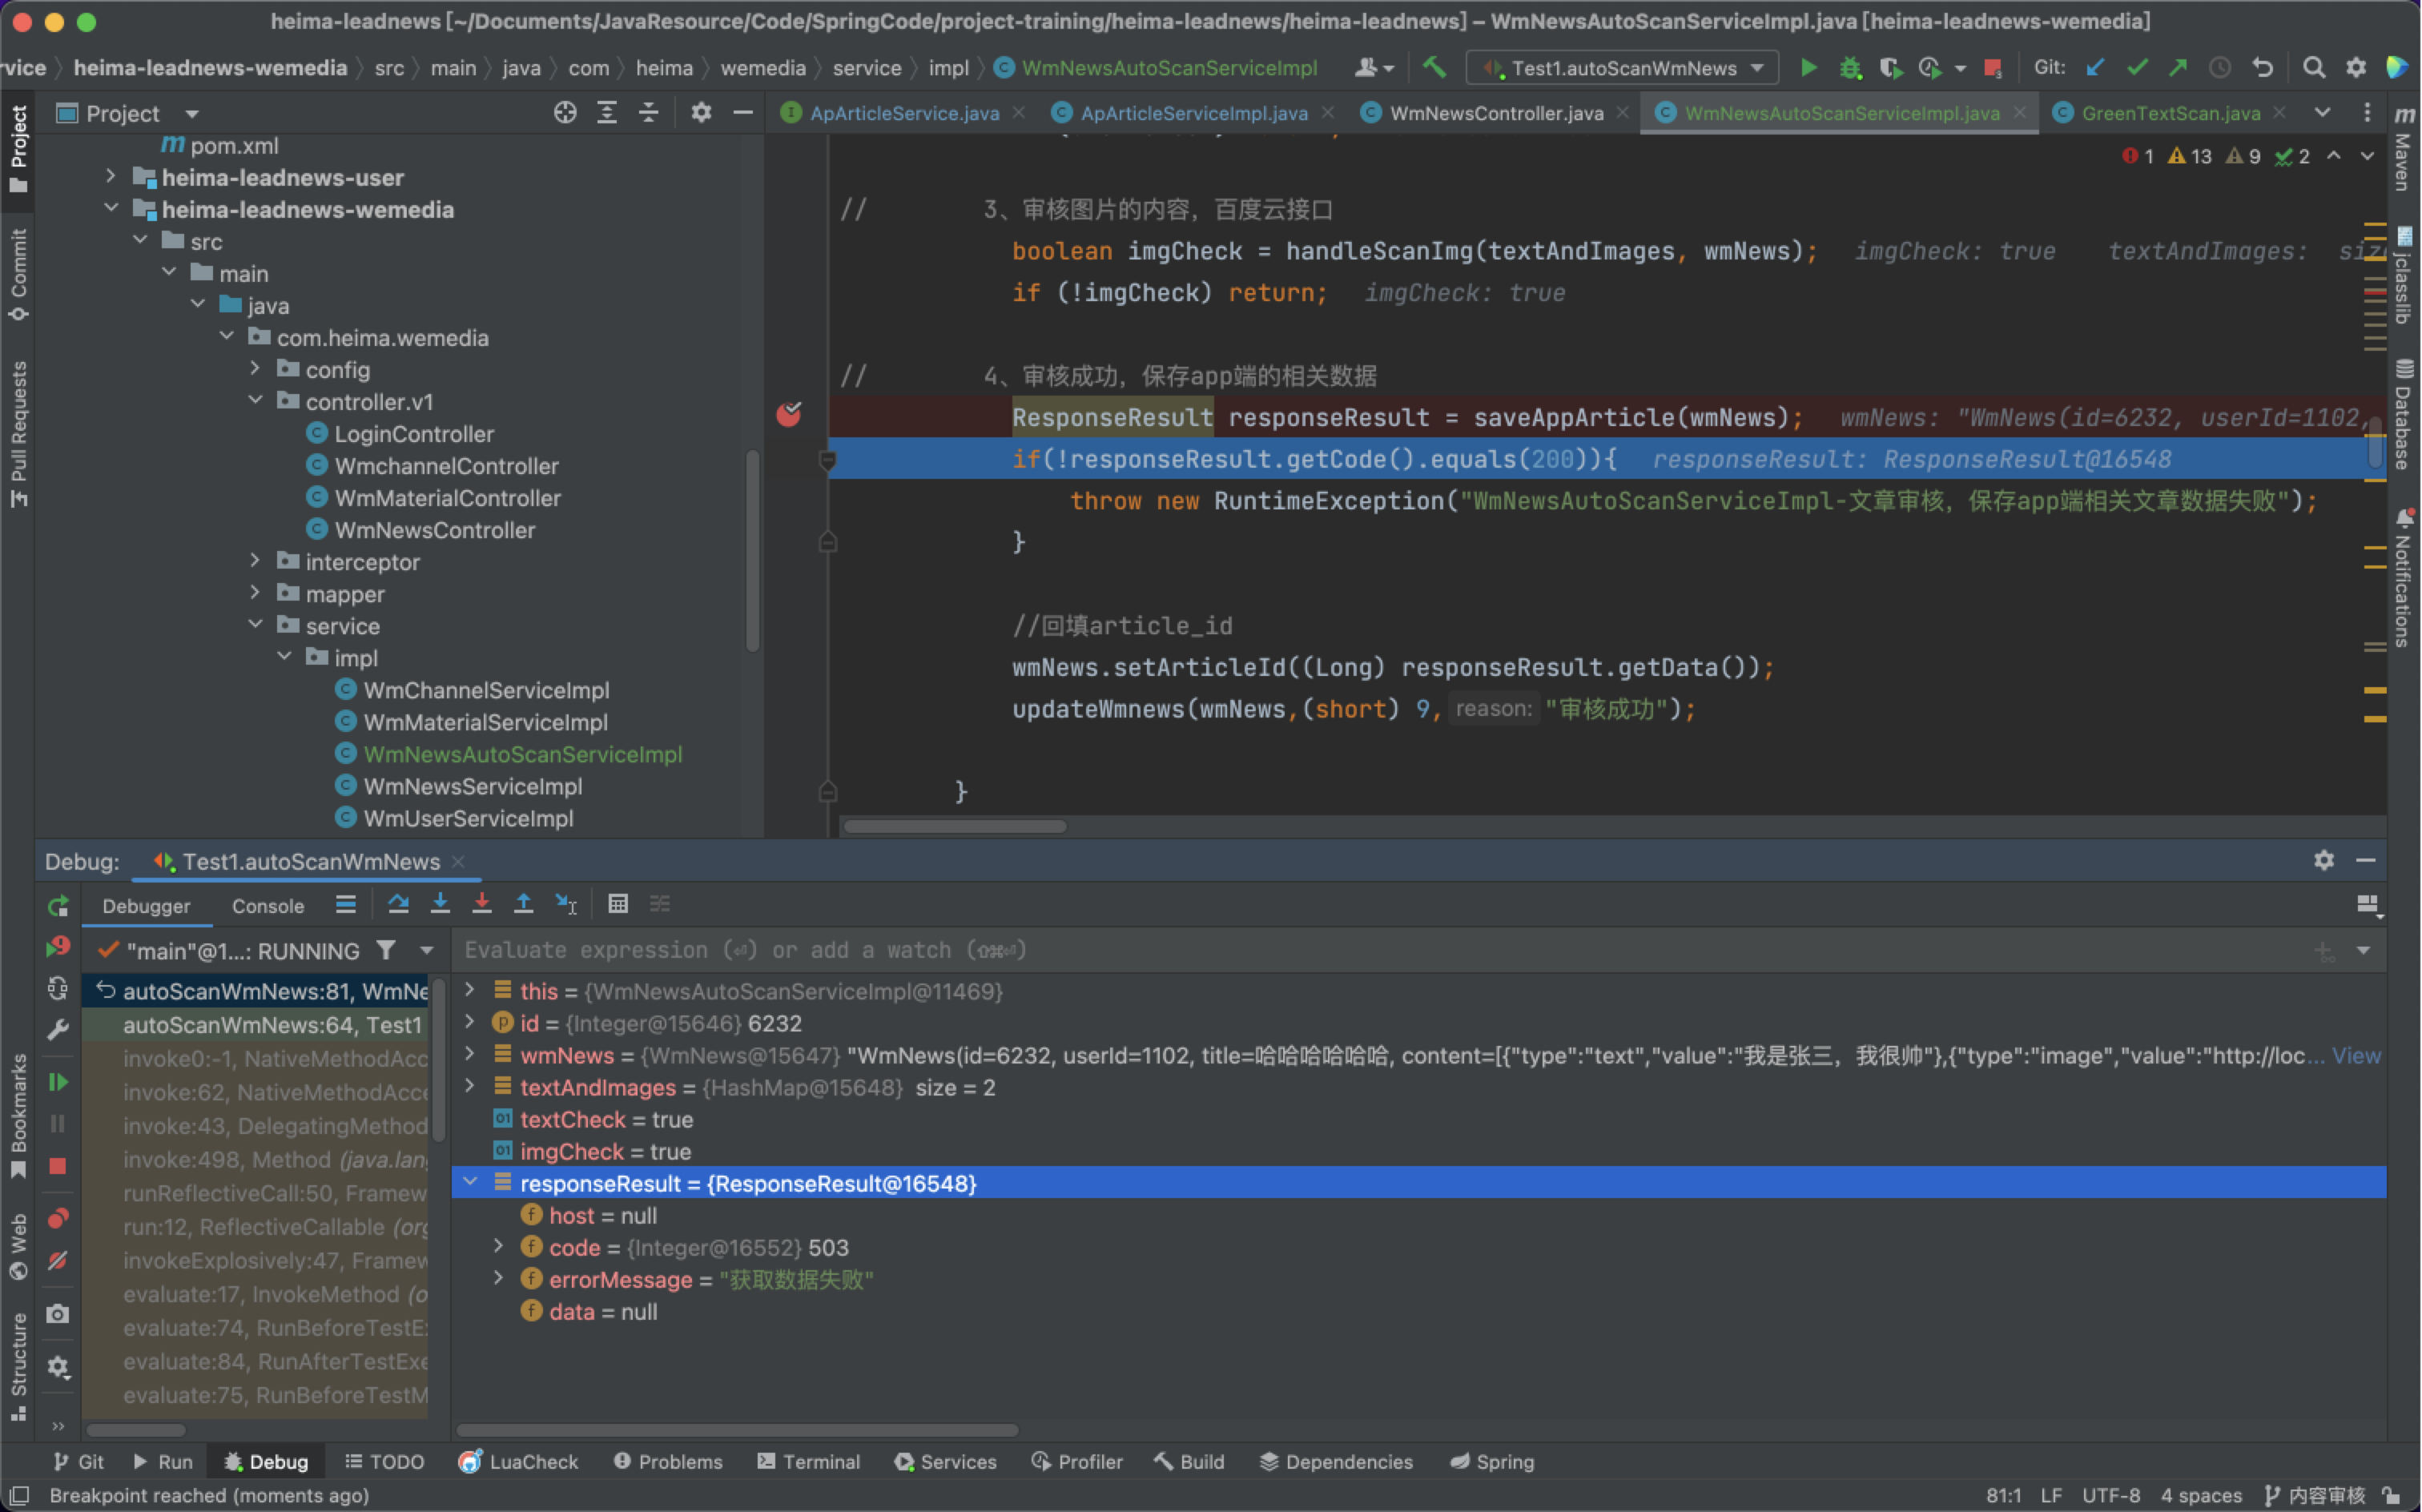 heima-leadnews [~/Documents/JavaResource/Code/SpringCode/project-training/heima-leadnews/heima-leadnews] – WmNewsAutoScanServiceImpl.java [heima-leadnews-wemedia]
rvice 〉 heima-leadnews-wemedia 〉 src 〉 main 〉 java 〉 com 〉 heima 〉 wemedia 〉 service 〉 impl 〉 WmNewsAutoScanServiceImpl
Test1.autoScanWmNews
Git:
Project
ApArticleService.java
ApArticleServiceImpl.java
WmNewsController.java
WmNewsAutoScanServiceImpl.java
GreenTextScan.java
1 13 9 2
pom.xml
heima-leadnews-user
heima-leadnews-wemedia
src
main
java
com.heima.wemedia
config
controller.v1
LoginController
WmchannelController
WmMaterialController
WmNewsController
interceptor
mapper
service
impl
WmChannelServiceImpl
WmMaterialServiceImpl
WmNewsAutoScanServiceImpl
WmNewsServiceImpl
WmUserServiceImpl
// 3、审核图片的内容，百度云接口
boolean imgCheck = handleScanImg(textAndImages, wmNews); imgCheck: true textAndImages: size
if (!imgCheck) return; imgCheck: true
// 4、审核成功，保存app端的相关数据
ResponseResult responseResult = saveAppArticle(wmNews); wmNews: "WmNews(id=6232, userId=1102,
if(!responseResult.getCode().equals(200)){ responseResult: ResponseResult@16548
throw new RuntimeException("WmNewsAutoScanServiceImpl-文章审核，保存app端相关文章数据失败");
}
//回填article_id
wmNews.setArticleId((Long) responseResult.getData());
updateWmnews(wmNews,(short) 9, reason: "审核成功");
}
Project
Commit
Pull Requests
Bookmarks
Web
Structure
Maven
jclasslib
Database
Notifications
Debug: Test1.autoScanWmNews
Debugger Console
"main"@1...: RUNNING
Evaluate expression (⏎) or add a watch (⇧⌘⏎)
autoScanWmNews:81, WmNe
autoScanWmNews:64, Test1
invoke0:-1, NativeMethodAcc
invoke:62, NativeMethodAcce
invoke:43, DelegatingMethod
invoke:498, Method (java.lang
runReflectiveCall:50, Framew
run:12, ReflectiveCallable (org
invokeExplosively:47, Framew
evaluate:17, InvokeMethod (o
evaluate:74, RunBeforeTestE
evaluate:84, RunAfterTestExe
evaluate:75, RunBeforeTestM
this = {WmNewsAutoScanServiceImpl@11469}
id = {Integer@15646} 6232
wmNews = {WmNews@15647} "WmNews(id=6232, userId=1102, title=哈哈哈哈哈哈, content=[{"type":"text","value":"我是张三，我很帅"},{"type":"image","value":"http://loc... View
textAndImages = {HashMap@15648} size = 2
textCheck = true
imgCheck = true
responseResult = {ResponseResult@16548}
host = null
code = {Integer@16552} 503
errorMessage = "获取数据失败"
data = null
Git Run Debug TODO LuaCheck Problems Terminal Services Profiler Build Dependencies Spring
Breakpoint reached (moments ago)
81:1 LF UTF-8 4 spaces 内容审核